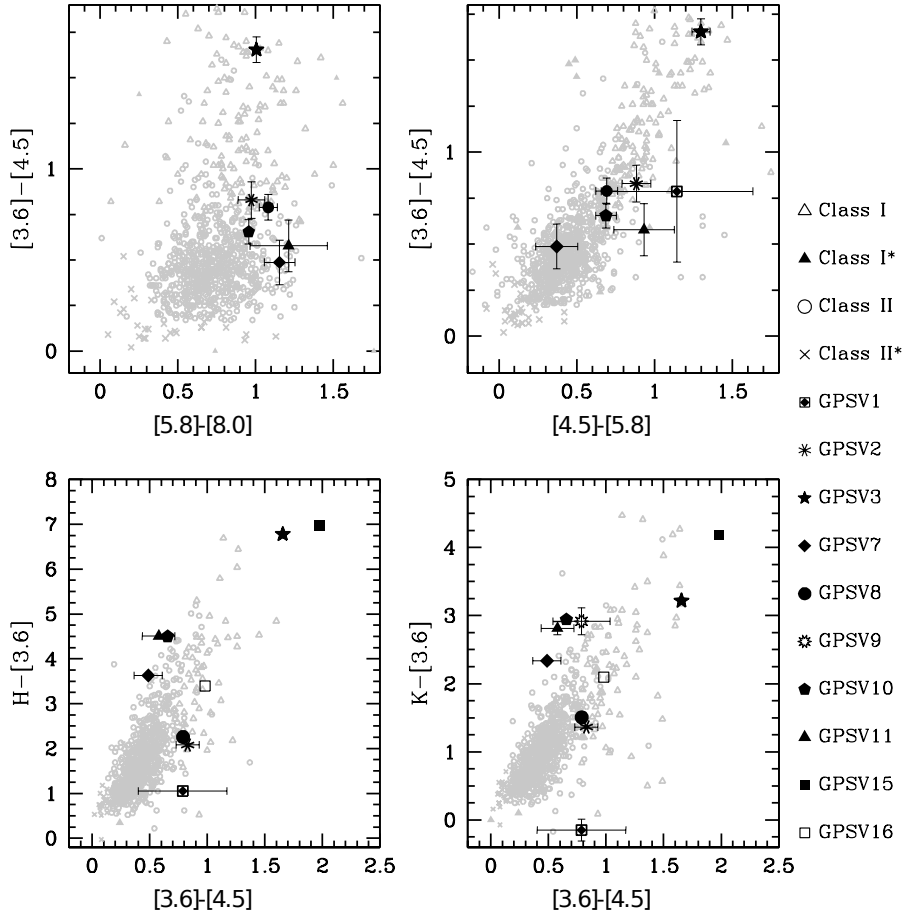 [3.6]-[4.5]
1
0
0
0.5
1
1.5
[5.8]-[8.0]
[3.6]-[4.5]
1
0
0
0.5
1
1.5
[4.5]-[5.8]
H-[3.6]
8
7
6
5
4
3
2
1
0
0
0.5
1
1.5
2
2.5
[3.6]-[4.5]
K-[3.6]
5
4
3
2
1
0
0
0.5
1
1.5
2
2.5
[3.6]-[4.5]
Class I
Class I*
Class II
Class II*
GPSV1
GPSV2
GPSV3
GPSV7
GPSV8
GPSV9
GPSV10
GPSV11
GPSV15
GPSV16